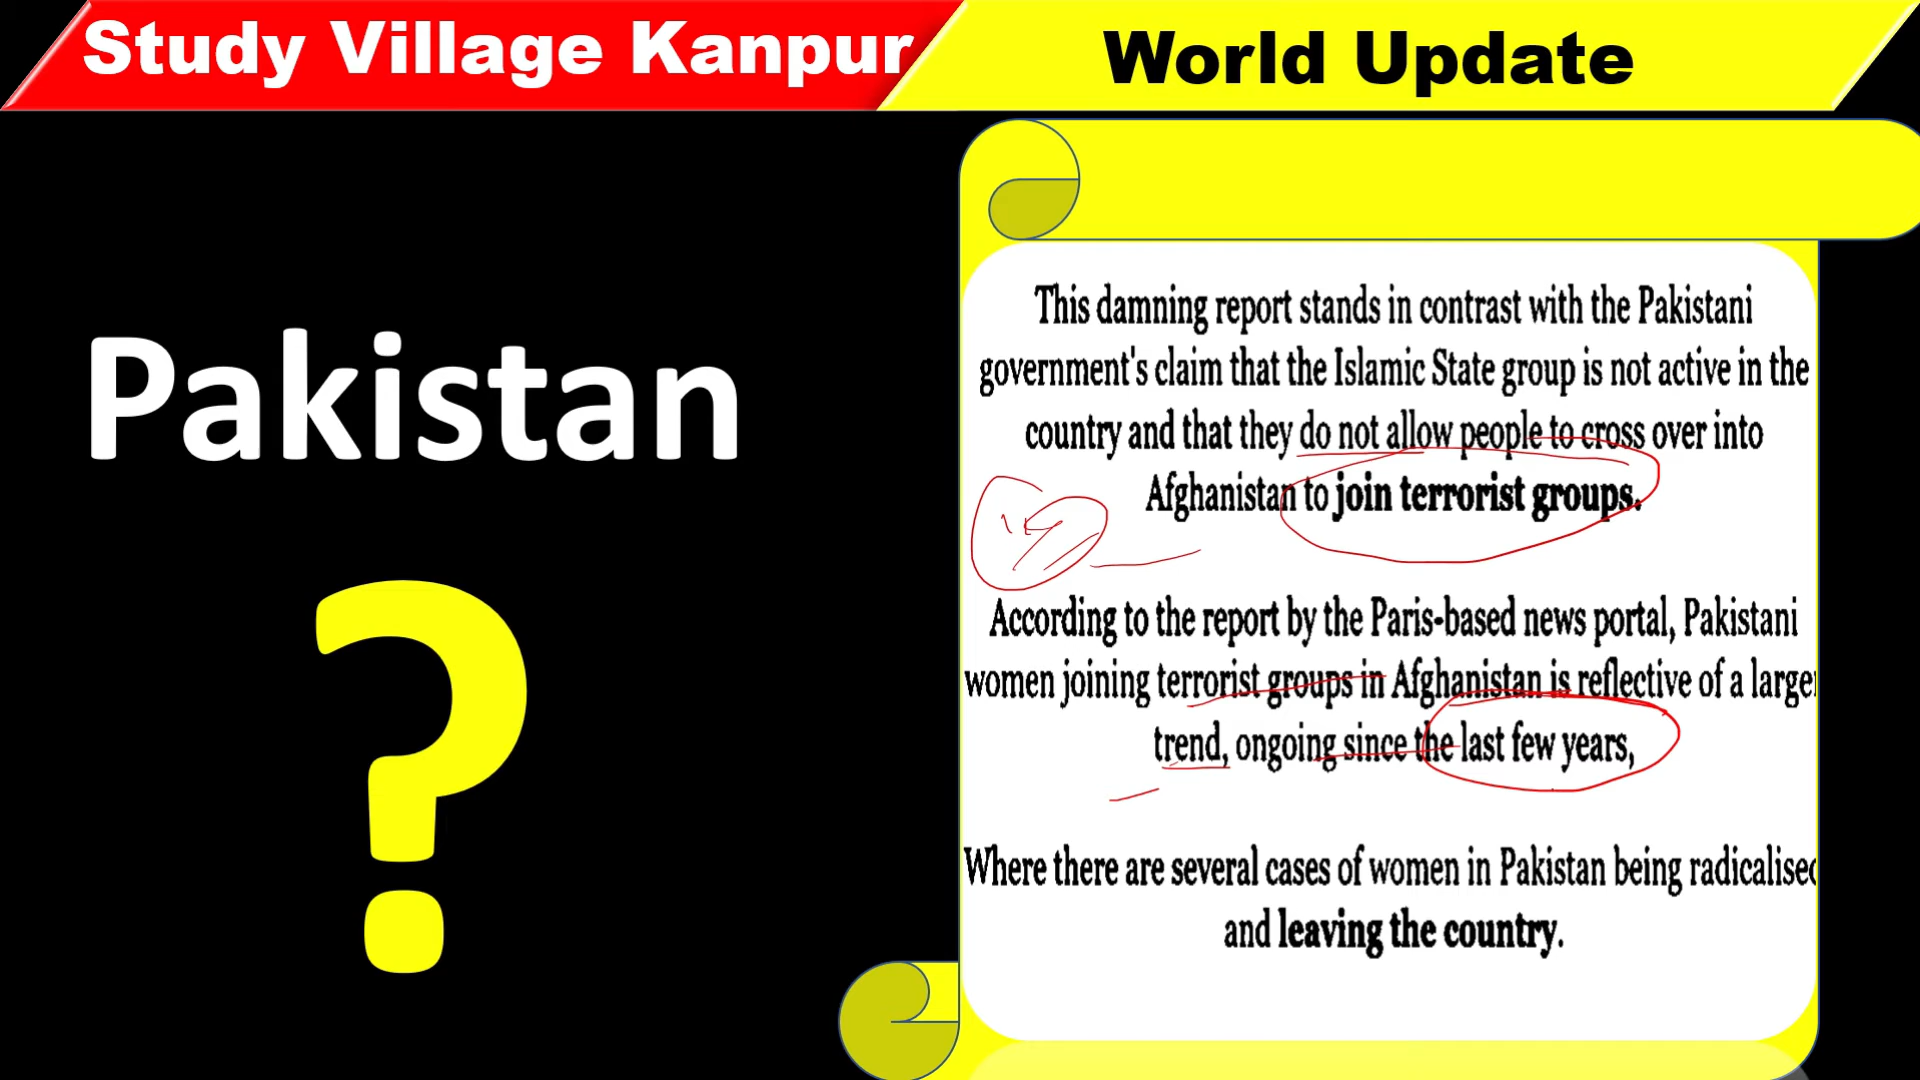 Study Village Kanpur
World Update
Pakistan
?
This damning report stands in contrast with the Pakistani
government's claim that the Islamic State group is not active in the
country and that they do not allow people to cross over into
Afghanistan to join terrorist groups.
According to the report by the Paris-based news portal, Pakistani
women joining terrorist groups in Afghanistan is reflective of a larger
trend, ongoing since the last few years,
Where there are several cases of women in Pakistan being radicalised
and leaving the country.